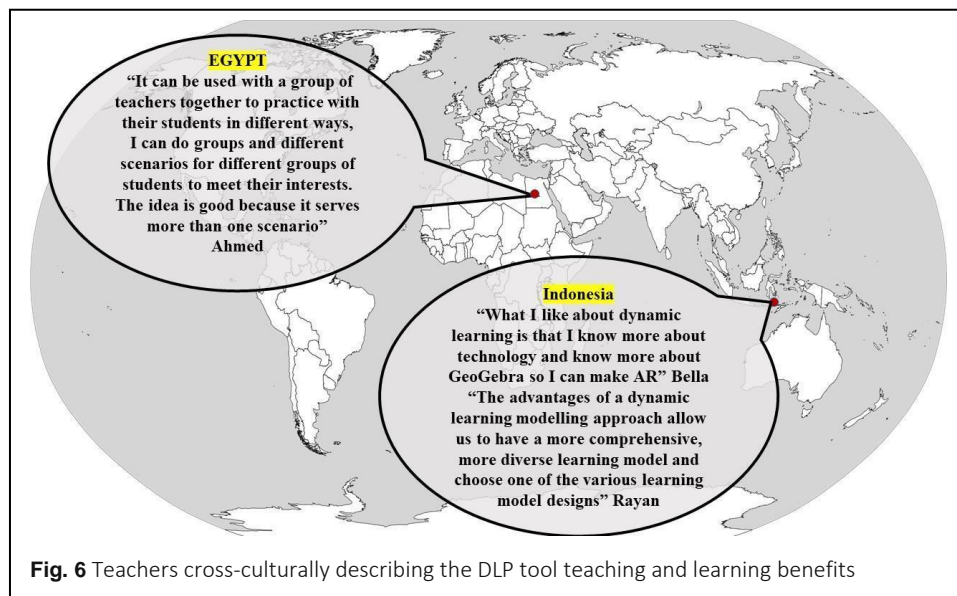 EGYPT
“It can be used with a group of
teachers together to practice with
their students in different ways,
I can do groups and different
scenarios for different groups of
students to meet their interests.
The idea is good because it serves
more than one scenario”
Ahmed
Indonesia
“What I like about dynamic
learning is that I know more about
technology and know more about
GeoGebra so I can make AR” Bella
“The advantages of a dynamic
learning modelling approach allow
us to have a more comprehensive,
more diverse learning model and
choose one of the various learning
model designs” Rayan
Fig. 6 Teachers cross-culturally describing the DLP tool teaching and learning benefits